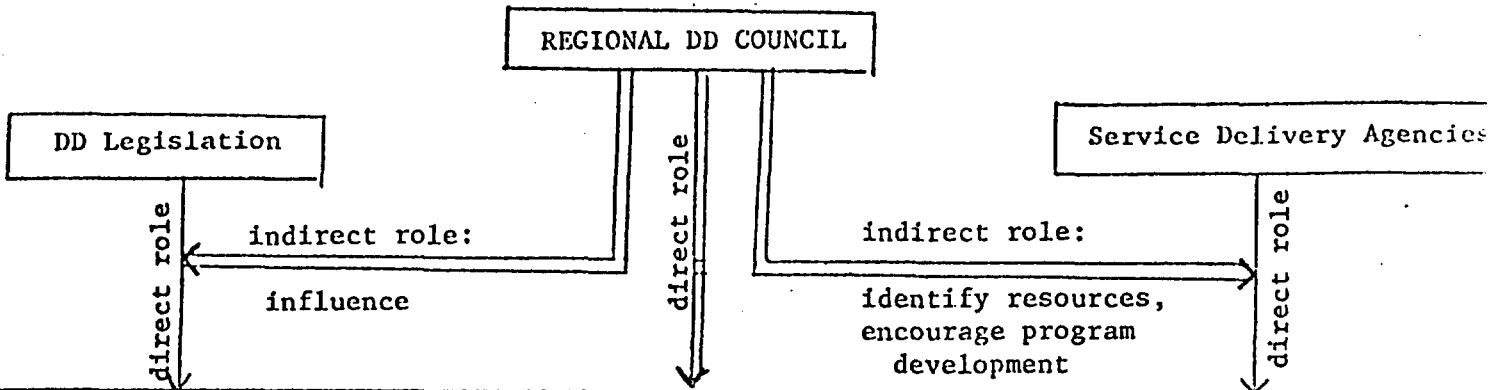 REGIONAL DD COUNCIL
DD Legislation
Service Delivery Agencies
direct role
indirect role:
influence
direct role
indirect role:
identify resources,
encourage program
development
direct role